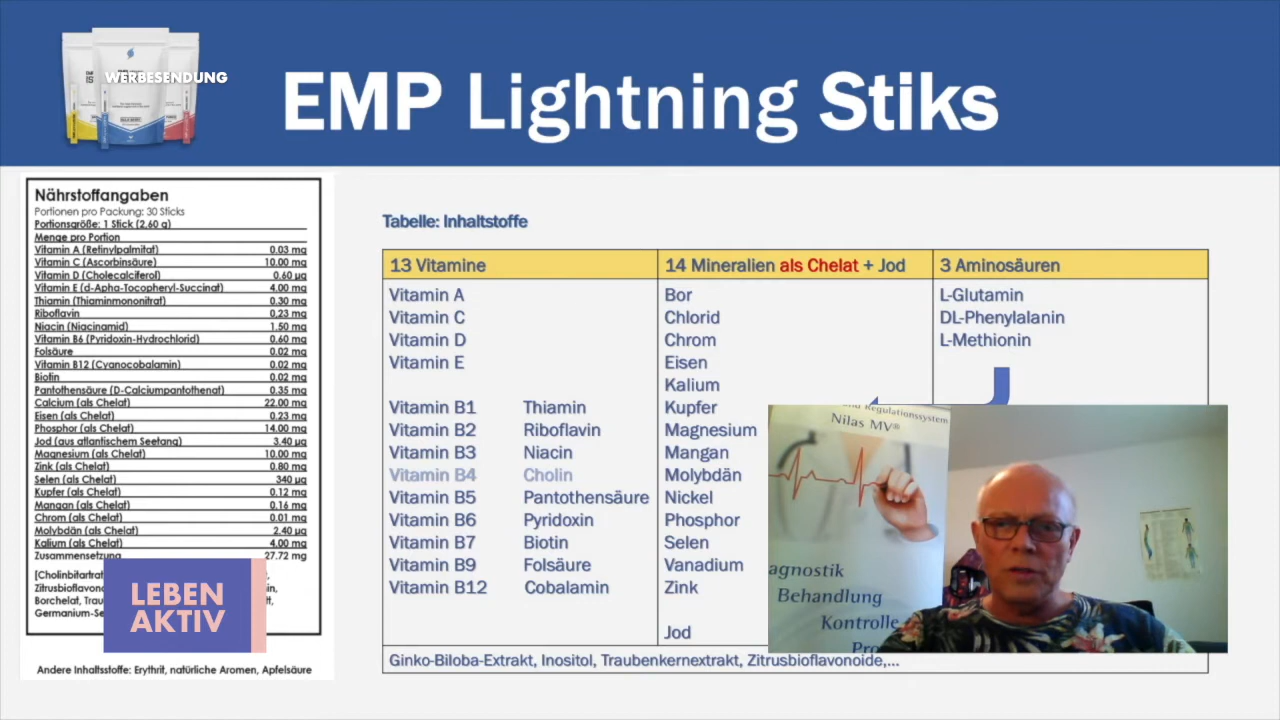 WERBESENDUNG
EMP Lightning Stiks
Nährstoffangaben
Portionen pro Packung: 30 Sticks
Portionsgröße: 1 Stick (2,60 g)
Menge pro Portion
Vitamin A (Retinylpalmitat) 0.03 mg
Vitamin C (Ascorbinsäure) 10.00 mg
Vitamin D (Cholecalciferol) 0.60 µg
Vitamin E (d-Apha-Tocopheryl-Succinat) 4.00 mg
Thiamin (Thiaminmononitrat) 0.30 mg
Riboflavin 0,23 mg
Niacin (Niacinamid) 1.50 mg
Vitamin B6 (Pyridoxin-Hydrochlorid) 0.60 mg
Folsäure 0.02 mg
Vitamin B12 (Cyanocobalamin) 0.02 mg
Biotin 0.02 mg
Pantothensäure (D-Calciumpantothenat) 0.35 mg
Calcium (als Chelat) 22.00 mg
Eisen (als Chelat) 0.23 mg
Phosphor (als Chelat) 14.00 mg
Jod (aus atlantischem Seetang) 3.40 µg
Magnesium (als Chelat) 10.00 mg
Zink (als Chelat) 0.80 mg
Selen (als Chelat) 340 µg
Kupfer (als Chelat) 0.12 mg
Mangan (als Chelat) 0.16 mg
Chrom (als Chelat) 0.01 mg
Molybdän (als Chelat) 2.40 µg
Kalium (als Chelat) 4.00 mg
Zusammensetzung 27.72 mg
[Cholinbitartrat
Borchelat,
LEBEN
AKTIV
Andere Inhaltsstoffe: Erythrit, natürliche Aromen, Apfelsäure
Tabelle: Inhaltstoffe
13 Vitamine 14 Mineralien als Chelat + Jod 3 Aminosäuren
Vitamin A Bor L-Glutamin
Vitamin C Chlorid DL-Phenylalanin
Vitamin D Chrom L-Methionin
Vitamin E Eisen
Kalium
Vitamin B1 Thiamin Kupfer
Vitamin B2 Riboflavin Magnesium
Vitamin B3 Niacin Mangan
Vitamin B4 Cholin Molybdän
Vitamin B5 Pantothensäure Nickel
Vitamin B6 Pyridoxin Phosphor
Vitamin B7 Biotin Selen
Vitamin B9 Folsäure Vanadium
Vitamin B12 Cobalamin Zink
Jod
Ginko-Biloba-Extrakt, Inositol, Traubenkernextrakt, Zitrusbioflavonoide,...
und Regulationssystem
Nilas MV®
agnostik
Behandlung
Kontrolle
Pro